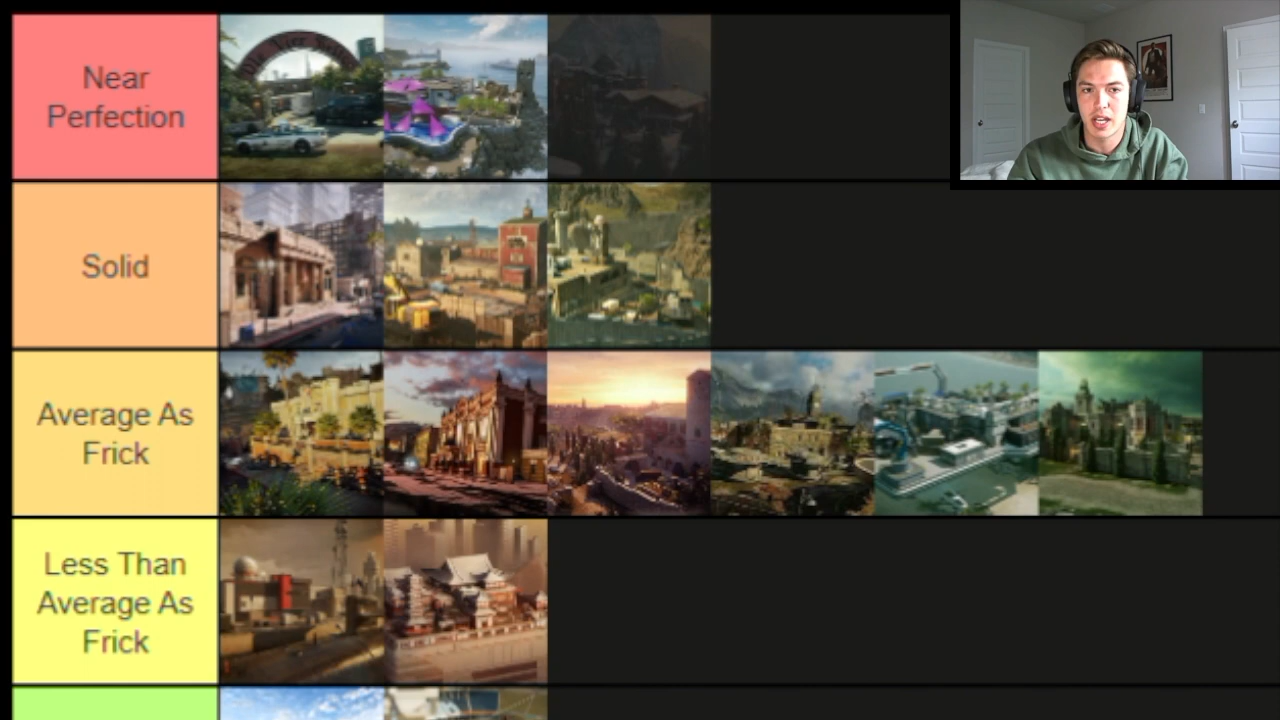 Near
Perfection
Solid
Average As
Frick
Less Than
Average As
Frick